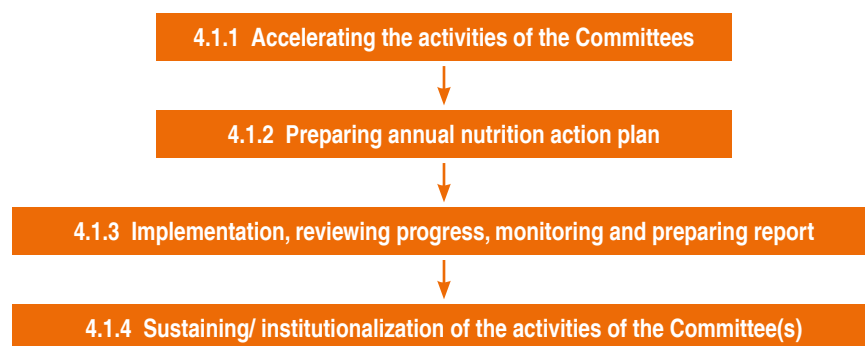 4.1.1 Accelerating the activities of the Committees
4.1.2 Preparing annual nutrition action plan
4.1.3 Implementation, reviewing progress, monitoring and preparing report
4.1.4 Sustaining/ institutionalization of the activities of the Committee(s)